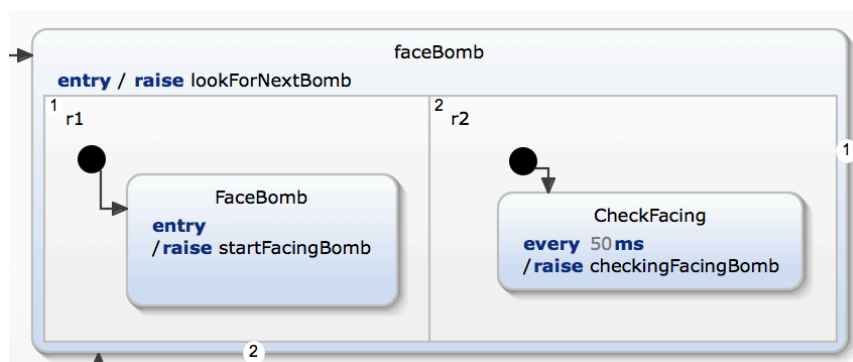 faceBomb
entry / raise lookForNextBomb
1
r1
2
r2
1
FaceBomb
entry
/raise startFacingBomb
CheckFacing
every 50ms
/raise checkingFacingBomb
2